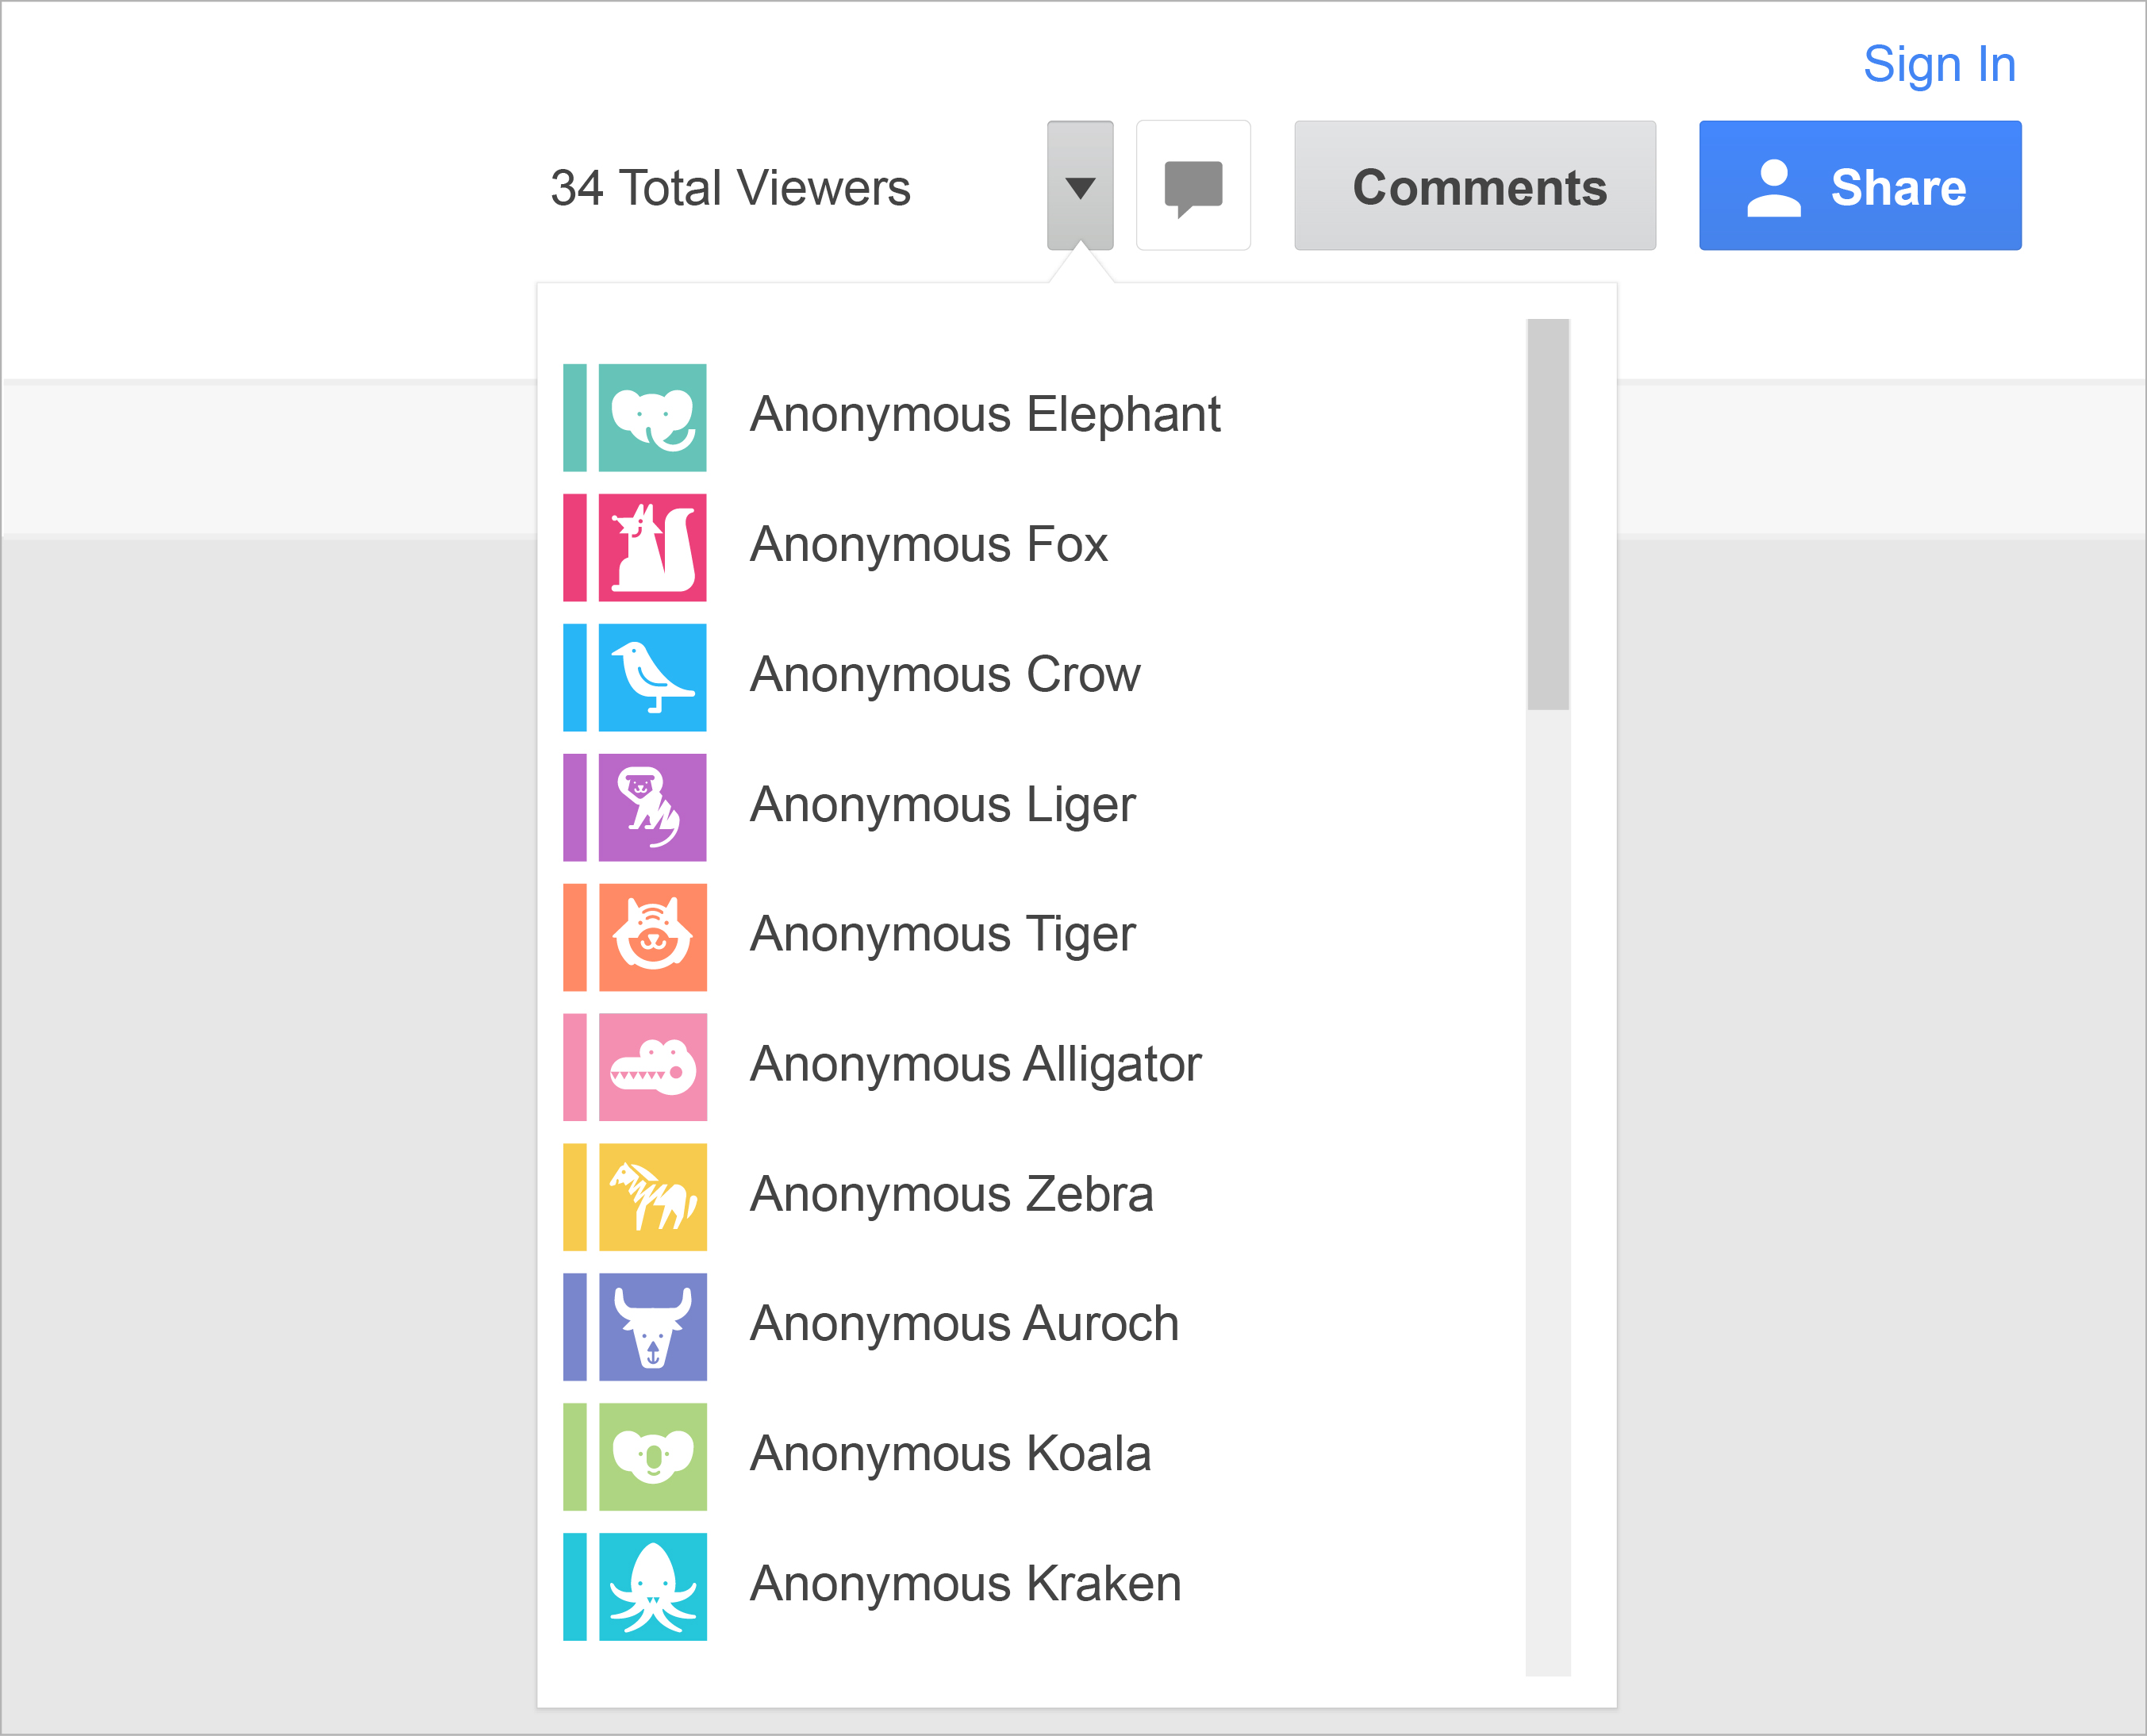 Sign In
34 Total Viewers
Comments
Share
Anonymous Elephant
Anonymous Fox
Anonymous Crow
Anonymous Liger
Anonymous Tiger
Anonymous Alligator
Anonymous Zebra
Anonymous Auroch
Anonymous Koala
Anonymous Kraken